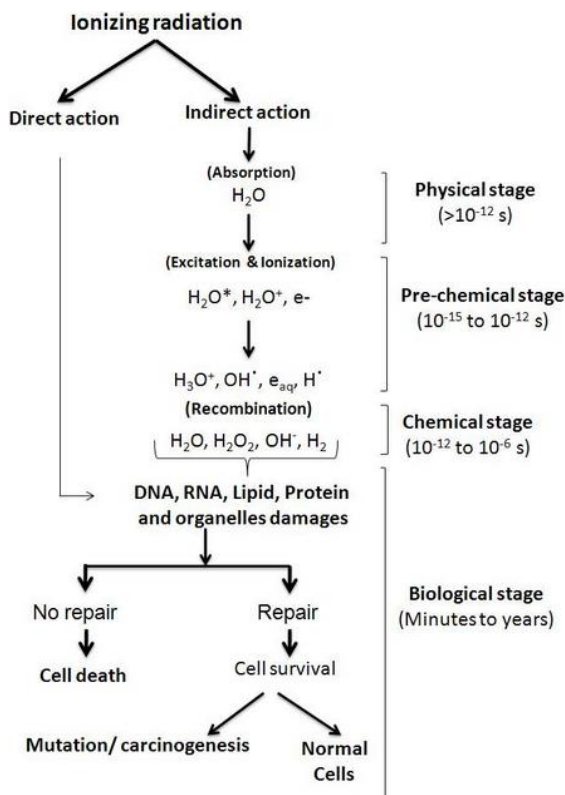 Ionizing radiation
Direct action
Indirect action
(Absorption)
H₂O
Physical stage
(>10⁻¹² s)
(Excitation & Ionization)
H₂O*, H₂O⁺, e-
Pre-chemical stage
(10⁻¹⁵ to 10⁻¹² s)
H₃O⁺, OH˙, eₐq, H˙
(Recombination)
H₂O, H₂O₂, OH⁻, H₂
Chemical stage
(10⁻¹² to 10⁻⁶ s)
DNA, RNA, Lipid, Protein
and organelles damages
Biological stage
(Minutes to years)
No repair
Repair
Cell death
Cell survival
Mutation/ carcinogenesis
Normal
Cells